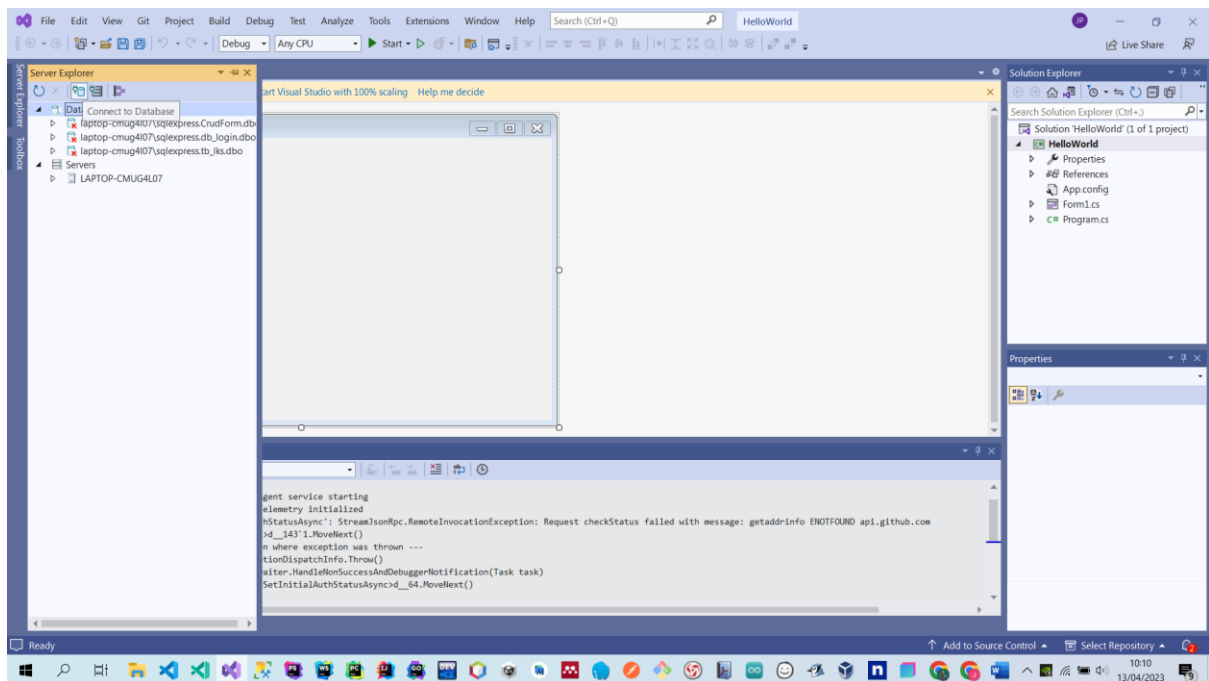 File Edit View Git Project Build Debug Test Analyze Tools Extensions Window Help Search (Ctrl+Q) HelloWorld JP
Debug Any CPU Start Live Share
Server Explorer
Toolbox
Server Explorer
Data
Connect to Database
laptop-cmug4l07\sqlexpress.CrudForm.dbo
laptop-cmug4l07\sqlexpress.db_login.dbo
laptop-cmug4l07\sqlexpress.tb_lks.dbo
Servers
LAPTOP-CMUG4L07
tart Visual Studio with 100% scaling Help me decide
gent service starting
elemetry initialized
hStatusAsync': StreamJsonRpc.RemoteInvocationException: Request checkStatus failed with message: getaddrinfo ENOTFOUND api.github.com
>d__143`1.MoveNext()
n where exception was thrown ---
tionDispatchInfo.Throw()
aiter.HandleNonSuccessAndDebuggerNotification(Task task)
SetInitialAuthStatusAsync>d__64.MoveNext()
Solution Explorer
Search Solution Explorer (Ctrl+;)
Solution 'HelloWorld' (1 of 1 project)
HelloWorld
Properties
References
App.config
Form1.cs
Program.cs
Properties
Ready Add to Source Control Select Repository 2
10:10
13/04/2023